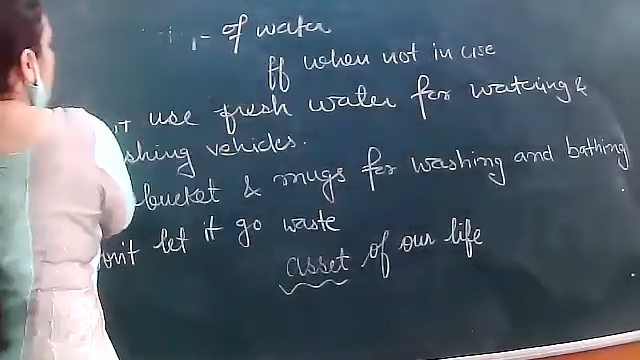 of water
ff when not in use
't use fresh water for watering &
shing vehicles.
bucket & mugs for washing and bathing
on't let it go waste
asset of our life